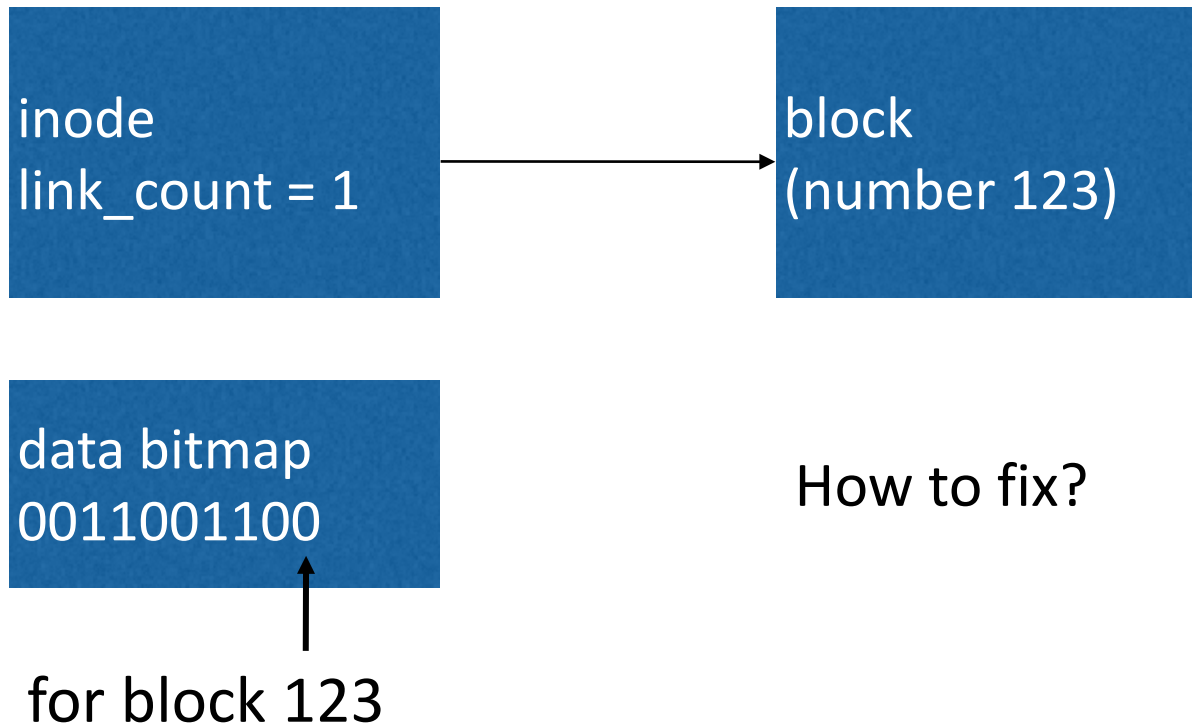 inode
link_count = 1
block
(number 123)
data bitmap
0011001100
for block 123
How to fix?